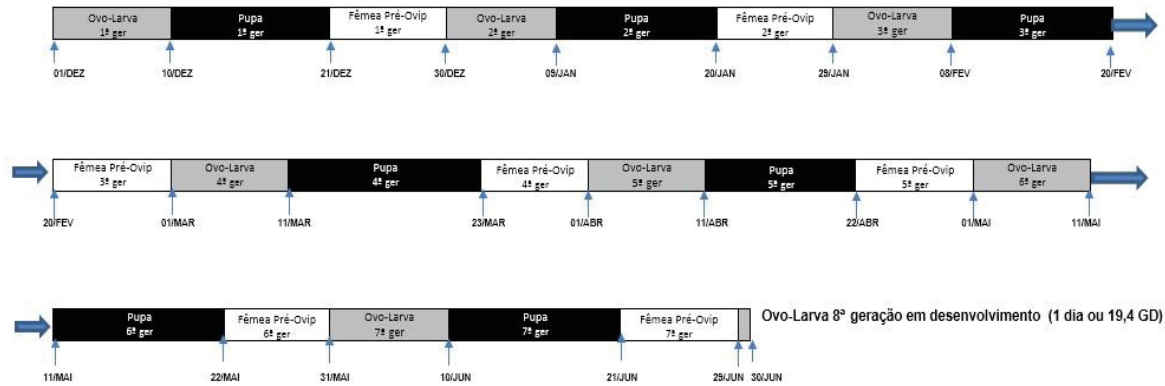 Ovo-Larva
1ª ger
Pupa
1ª ger
Fêmea Pré-Ovip
1ª ger
Ovo-Larva
2ª ger
Pupa
2ª ger
Fêmea Pré-Ovip
2ª ger
Ovo-Larva
3ª ger
Pupa
3ª ger
01/DEZ 10/DEZ 21/DEZ 30/DEZ 09/JAN 20/JAN 29/JAN 08/FEV 20/FEV
Fêmea Pré-Ovip
3ª ger
Ovo-Larva
4ª ger
Pupa
4ª ger
Fêmea Pré-Ovip
4ª ger
Ovo-Larva
5ª ger
Pupa
5ª ger
Fêmea Pré-Ovip
5ª ger
Ovo-Larva
6ª ger
20/FEV 01/MAR 11/MAR 23/MAR 01/ABR 11/ABR 22/ABR 01/MAI 11/MAI
Pupa
6ª ger
Fêmea Pré-Ovip
6ª ger
Ovo-Larva
7ª ger
Pupa
7ª ger
Fêmea Pré-Ovip
7ª ger
Ovo-Larva 8ª geração em desenvolvimento (1 dia ou 19,4 GD)
11/MAI 22/MAI 31/MAI 10/JUN 21/JUN 29/JUN 30/JUN